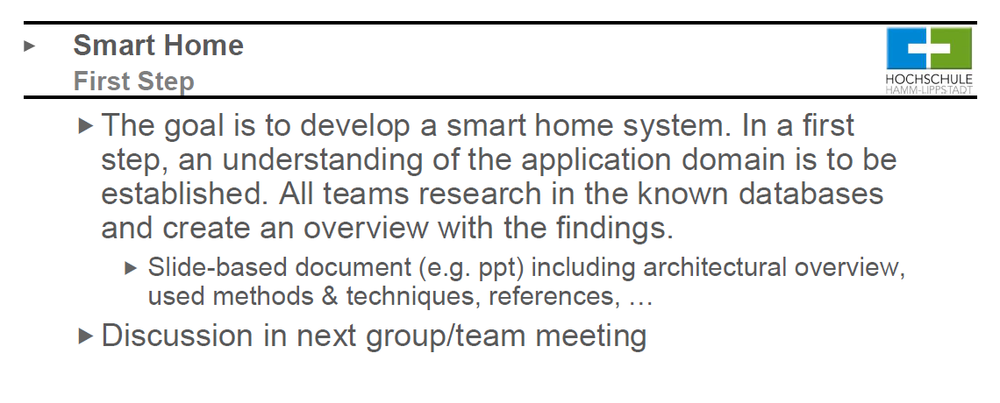 Smart Home
First Step
HOCHSCHULE
HAMM-LIPPSTADT
The goal is to develop a smart home system. In a first
step, an understanding of the application domain is to be
established. All teams research in the known databases
and create an overview with the findings.
Slide-based document (e.g. ppt) including architectural overview,
used methods & techniques, references, …
Discussion in next group/team meeting